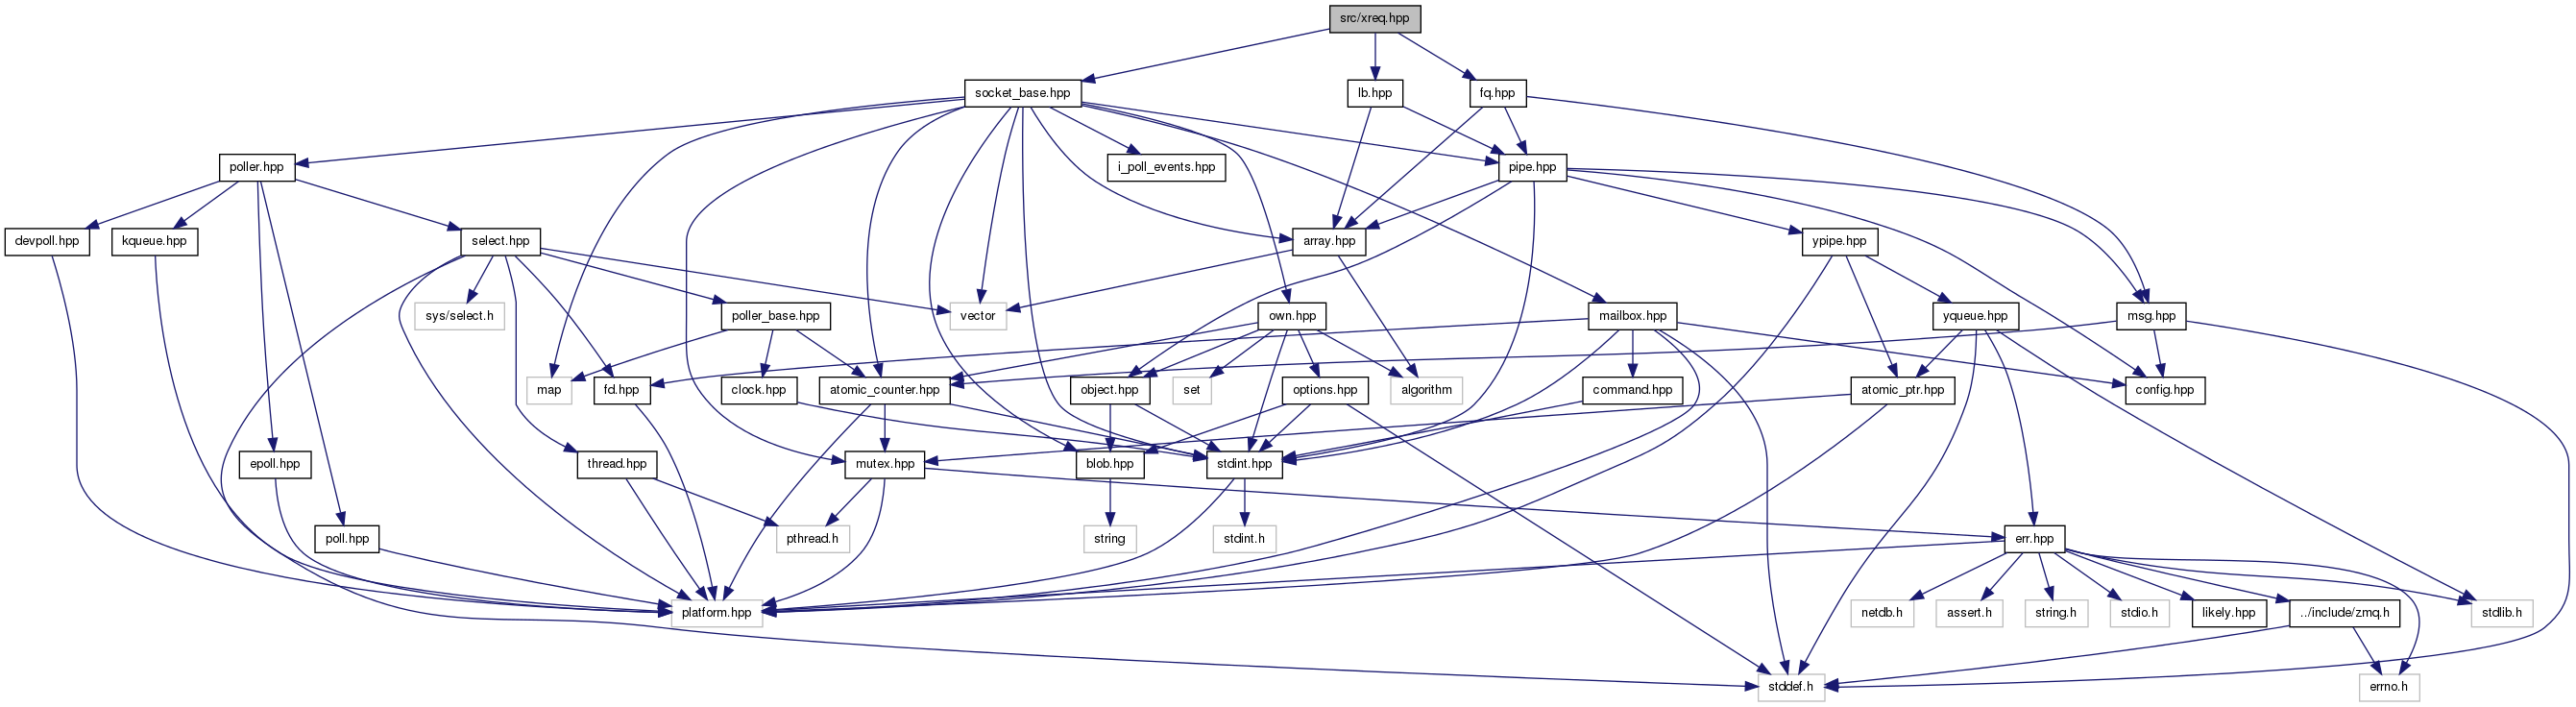 src/xreq.hpp
socket_base.hpp
lb.hpp
fq.hpp
poller.hpp
i_poll_events.hpp
pipe.hpp
devpoll.hpp
kqueue.hpp
select.hpp
array.hpp
ypipe.hpp
sys/select.h
poller_base.hpp
vector
own.hpp
mailbox.hpp
yqueue.hpp
msg.hpp
map
fd.hpp
clock.hpp
atomic_counter.hpp
object.hpp
set
options.hpp
algorithm
command.hpp
atomic_ptr.hpp
config.hpp
epoll.hpp
thread.hpp
mutex.hpp
blob.hpp
stdint.hpp
poll.hpp
pthread.h
string
stdint.h
err.hpp
platform.hpp
netdb.h
assert.h
string.h
stdio.h
likely.hpp
../include/zmq.h
stdlib.h
stddef.h
errno.h